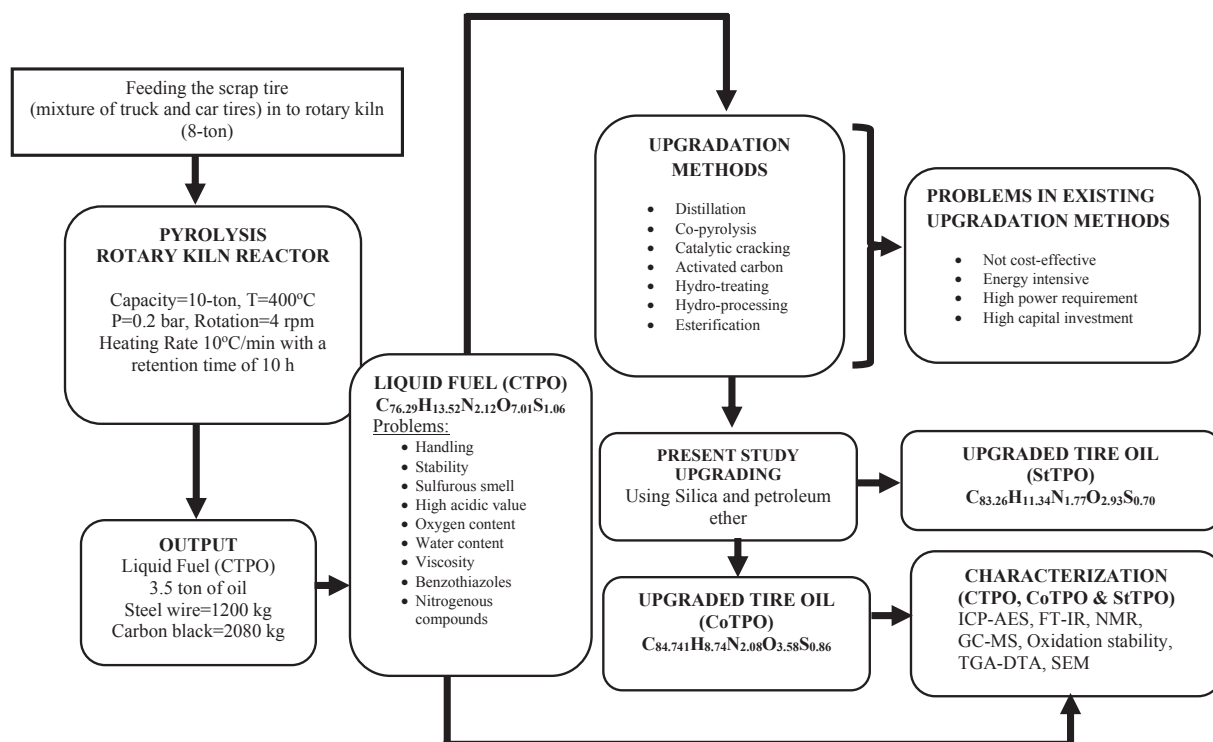 Feeding the scrap tire
(mixture of truck and car tires) in to rotary kiln
(8-ton)
PYROLYSIS
ROTARY KILN REACTOR
Capacity=10-ton, T=400ºC
P=0.2 bar, Rotation=4 rpm
Heating Rate 10ºC/min with a
retention time of 10 h
OUTPUT
Liquid Fuel (CTPO)
3.5 ton of oil
Steel wire=1200 kg
Carbon black=2080 kg
LIQUID FUEL (CTPO)
C76.29H13.52N2.12O7.01S1.06
Problems:
• Handling
• Stability
• Sulfurous smell
• High acidic value
• Oxygen content
• Water content
• Viscosity
• Benzothiazoles
• Nitrogenous
compounds
UPGRADATION
METHODS
• Distillation
• Co-pyrolysis
• Catalytic cracking
• Activated carbon
• Hydro-treating
• Hydro-processing
• Esterification
PROBLEMS IN EXISTING
UPGRADATION METHODS
• Not cost-effective
• Energy intensive
• High power requirement
• High capital investment
PRESENT STUDY
UPGRADING
Using Silica and petroleum
ether
UPGRADED TIRE OIL
(StTPO)
C83.26H11.34N1.77O2.93S0.70
UPGRADED TIRE OIL
(CoTPO)
C84.741H8.74N2.08O3.58S0.86
CHARACTERIZATION
(CTPO, CoTPO & StTPO)
ICP-AES, FT-IR, NMR,
GC-MS, Oxidation stability,
TGA-DTA, SEM